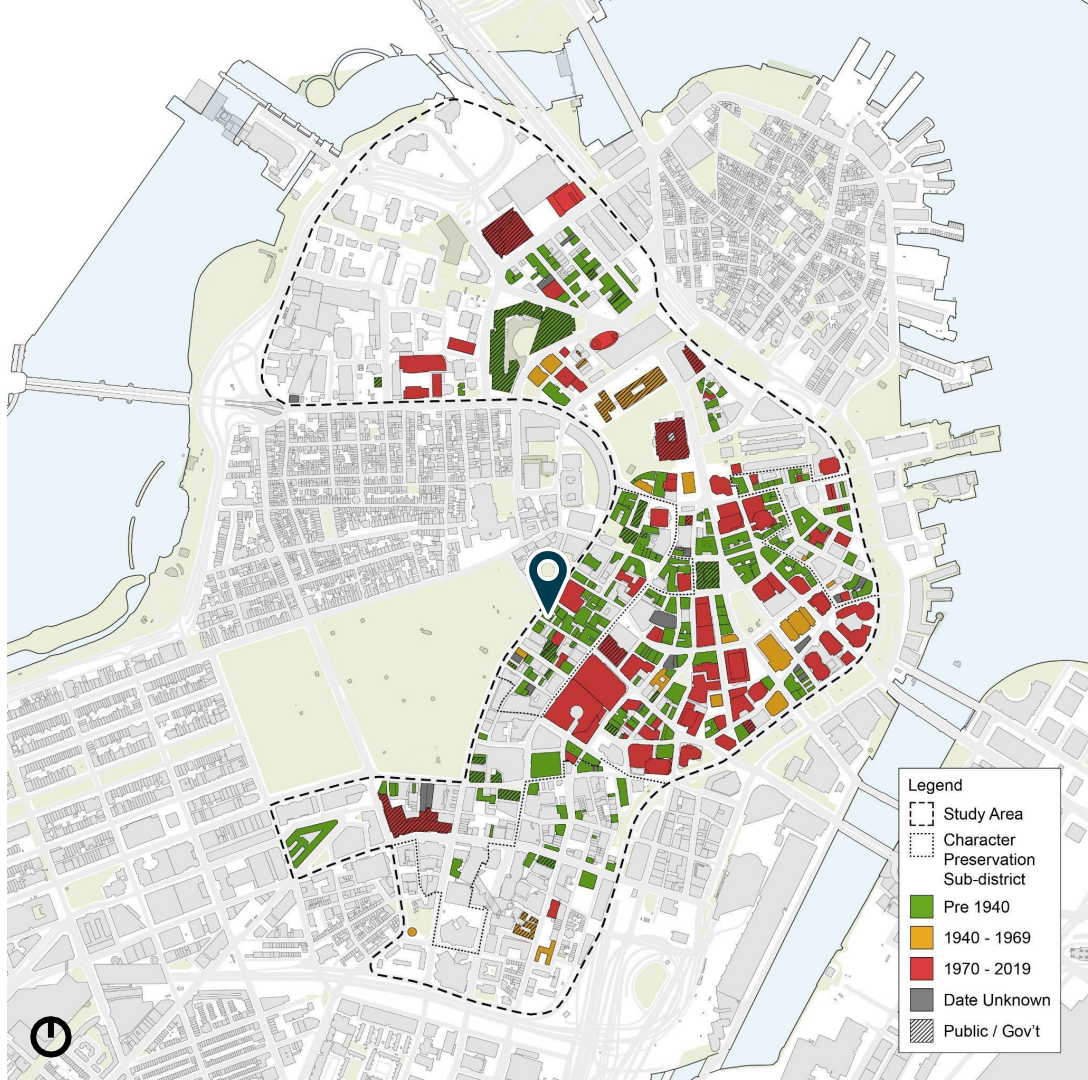 Legend
Study Area
Character
Preservation
Sub-district
Pre 1940
1940 - 1969
1970 - 2019
Date Unknown
Public / Gov't